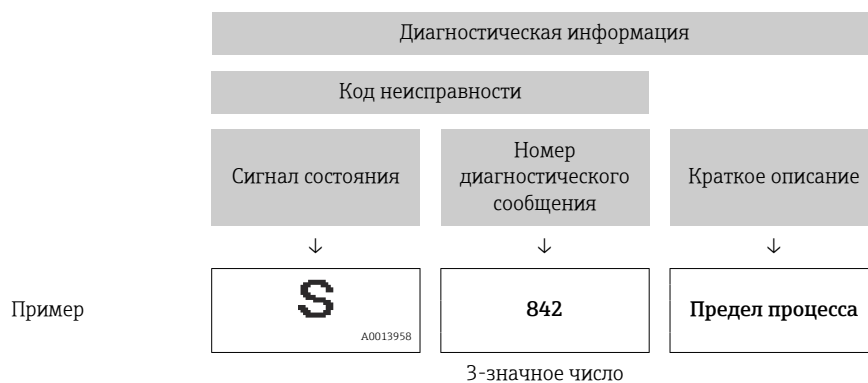 Диагностическая информация
Код неисправности
Сигнал состояния
Номер
диагностического
сообщения
Краткое описание
↓ ↓ ↓
Пример
S
A0013958
842
Предел процесса
3-значное число